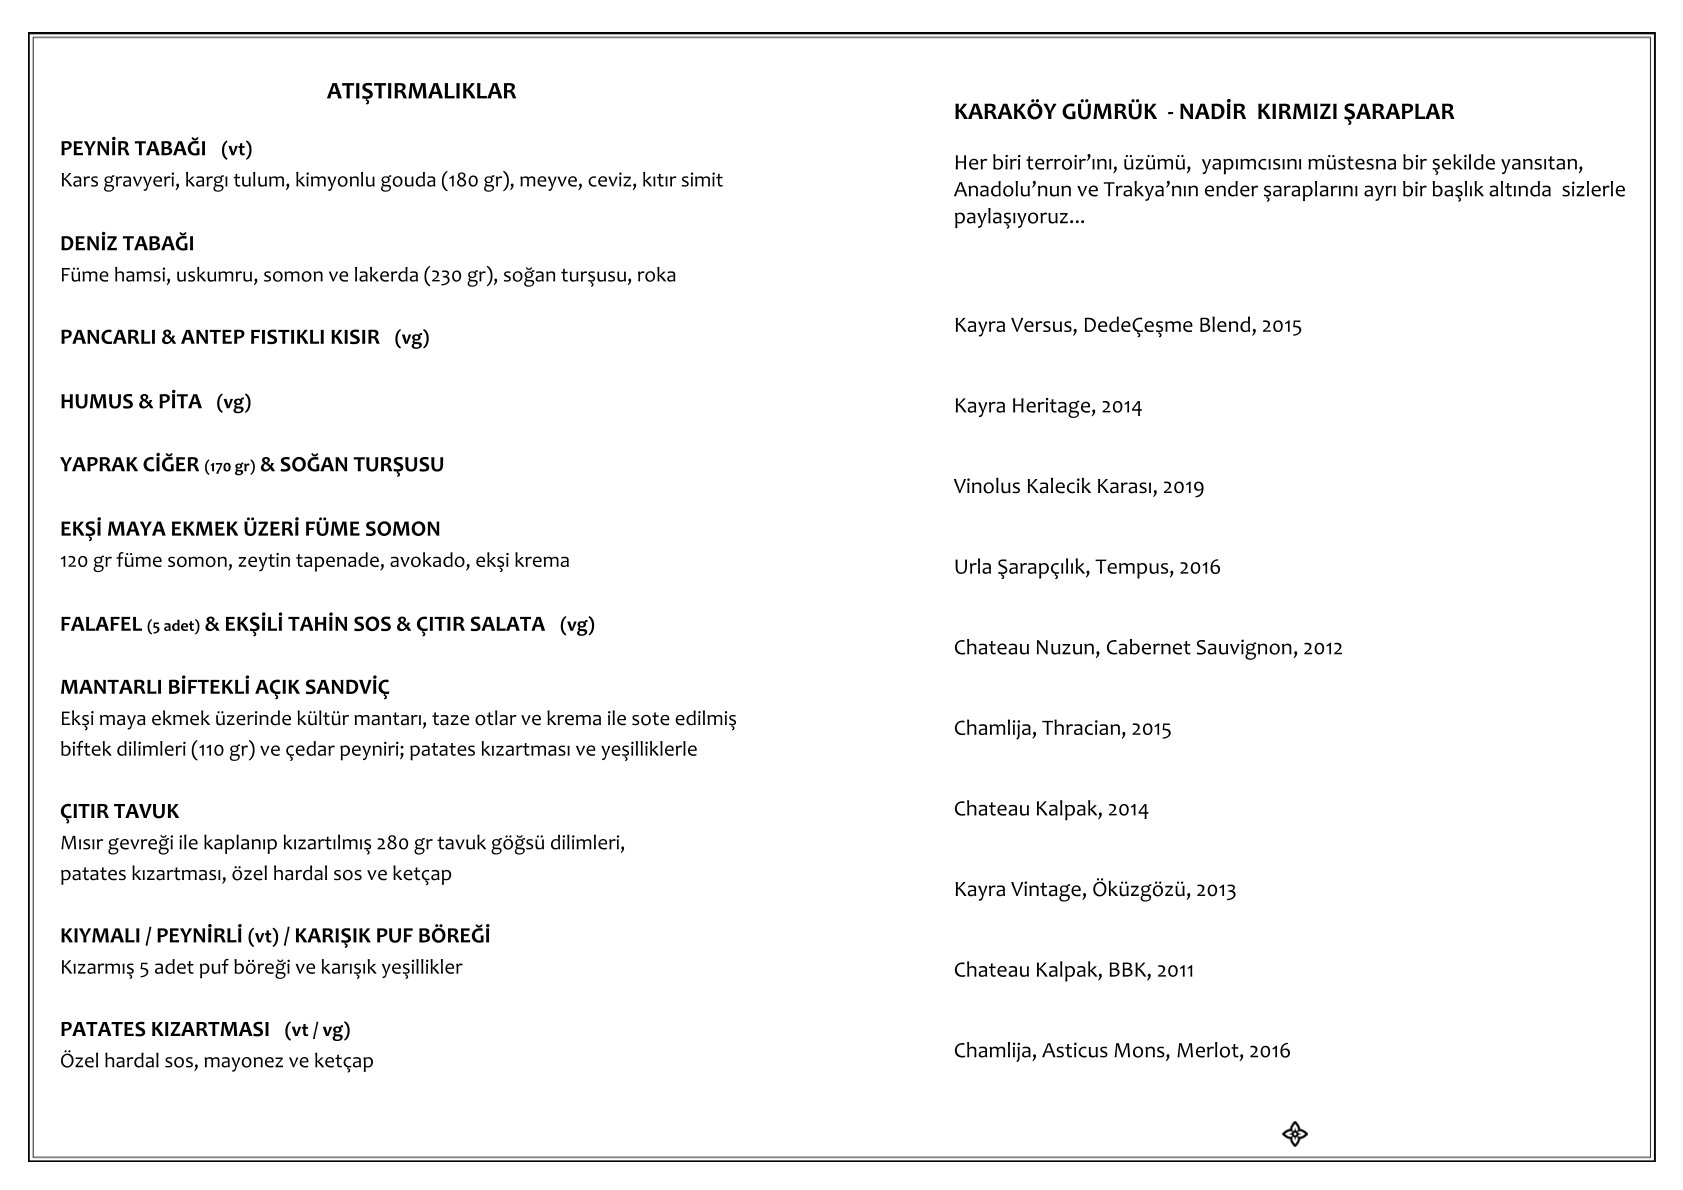 ATIŞTIRMALIKLAR
PEYNİR TABAĞI (vt)
Kars gravyeri, kargı tulum, kimyonlu gouda (180 gr), meyve, ceviz, kıtır simit
DENİZ TABAĞI
Füme hamsi, uskumru, somon ve lakerda (230 gr), soğan turşusu, roka
PANCARLI & ANTEP FISTIKLI KISIR (vg)
HUMUS & PİTA (vg)
YAPRAK CİĞER (170 gr) & SOĞAN TURŞUSU
EKŞİ MAYA EKMEK ÜZERİ FÜME SOMON
120 gr füme somon, zeytin tapenade, avokado, ekşi krema
FALAFEL (5 adet) & EKŞİLİ TAHİN SOS & ÇITIR SALATA (vg)
MANTARLI BİFTEKLİ AÇIK SANDVİÇ
Ekşi maya ekmek üzerinde kültür mantarı, taze otlar ve krema ile sote edilmiş
biftek dilimleri (110 gr) ve çedar peyniri; patates kızartması ve yeşilliklerle
ÇITIR TAVUK
Mısır gevreği ile kaplanıp kızartılmış 280 gr tavuk göğsü dilimleri,
patates kızartması, özel hardal sos ve ketçap
KIYMALI / PEYNİRLİ (vt) / KARIŞIK PUF BÖREĞİ
Kızarmış 5 adet puf böreği ve karışık yeşillikler
PATATES KIZARTMASI (vt / vg)
Özel hardal sos, mayonez ve ketçap
KARAKÖY GÜMRÜK - NADİR KIRMIZI ŞARAPLAR
Her biri terroir’ını, üzümü, yapımcısını müstesna bir şekilde yansıtan,
Anadolu’nun ve Trakya’nın ender şaraplarını ayrı bir başlık altında sizlerle
paylaşıyoruz...
Kayra Versus, DedeÇeşme Blend, 2015
Kayra Heritage, 2014
Vinolus Kalecik Karası, 2019
Urla Şarapçılık, Tempus, 2016
Chateau Nuzun, Cabernet Sauvignon, 2012
Chamlija, Thracian, 2015
Chateau Kalpak, 2014
Kayra Vintage, Öküzgözü, 2013
Chateau Kalpak, BBK, 2011
Chamlija, Asticus Mons, Merlot, 2016